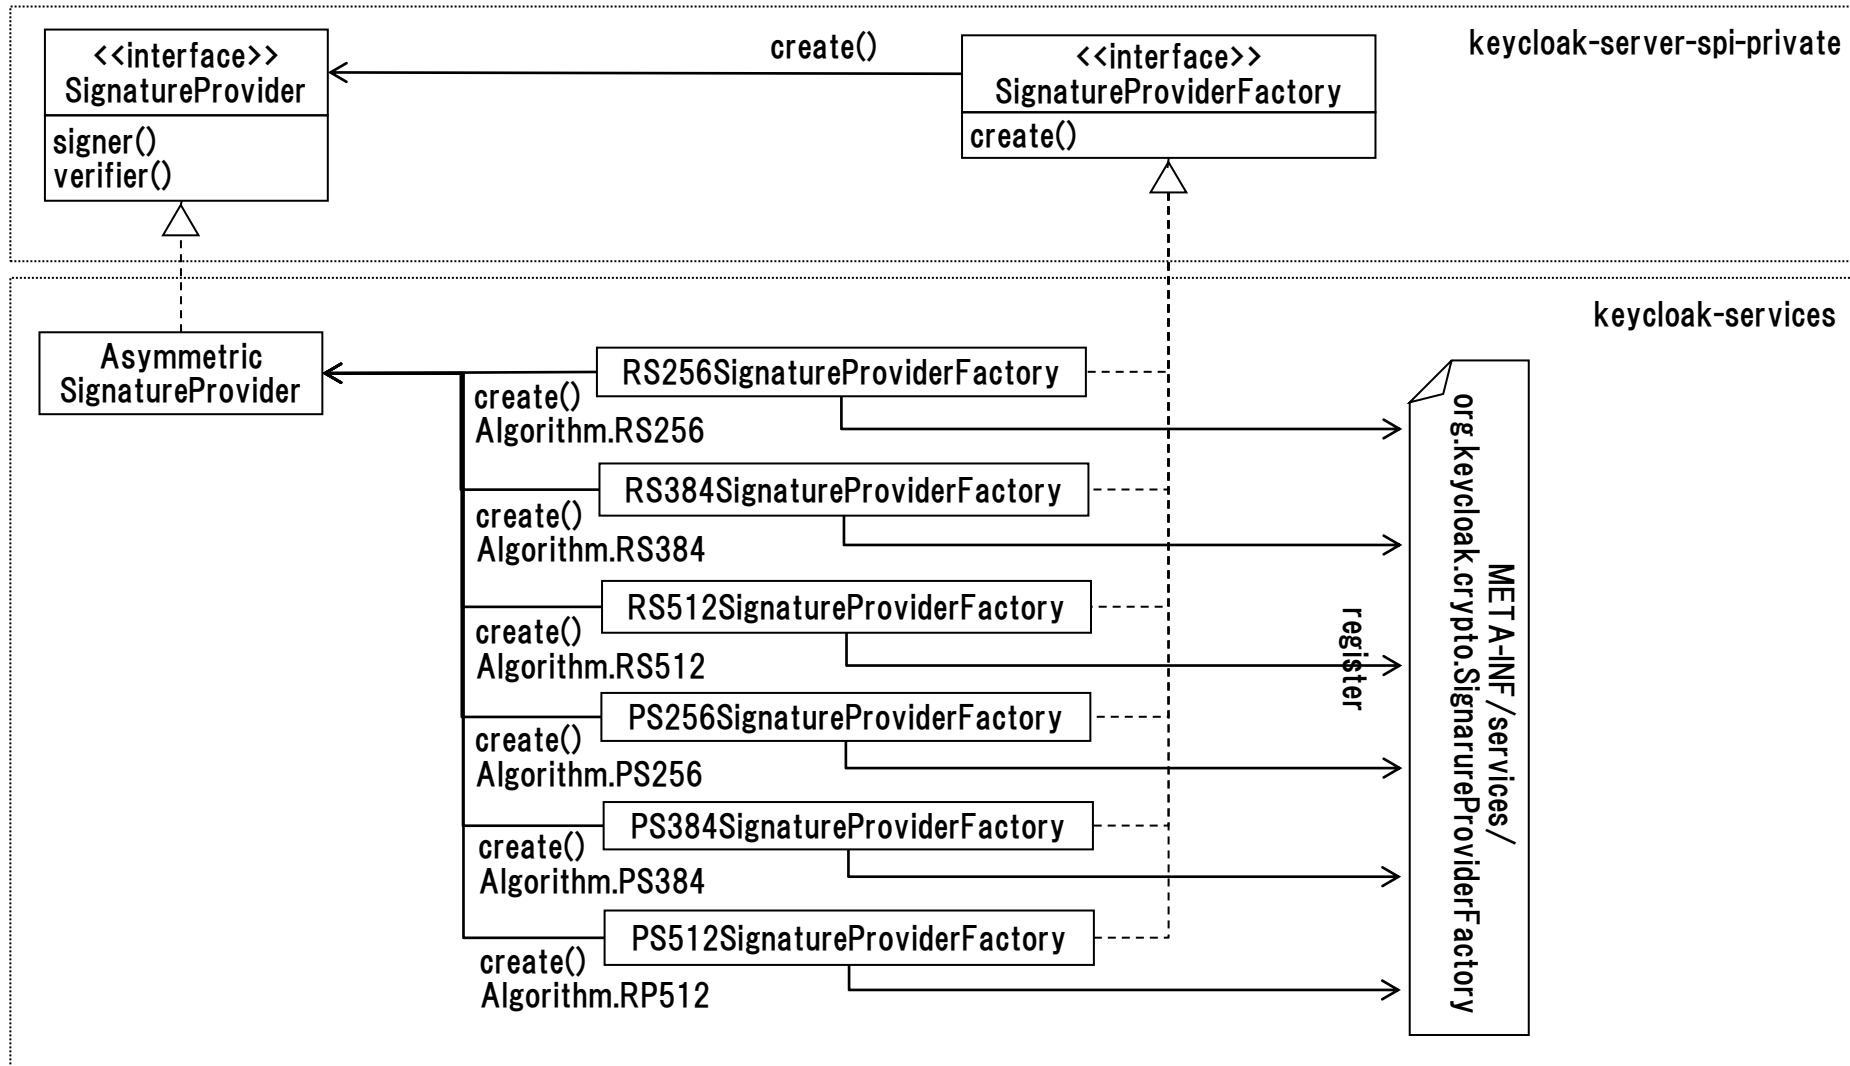 <<interface>>
SignatureProvider
signer()
verifier()
create()
<<interface>>
SignatureProviderFactory
create()
keycloak-server-spi-private
keycloak-services
Asymmetric
SignatureProvider
RS256SignatureProviderFactory
create()
Algorithm.RS256
RS384SignatureProviderFactory
create()
Algorithm.RS384
RS512SignatureProviderFactory
create()
Algorithm.RS512
PS256SignatureProviderFactory
create()
Algorithm.PS256
PS384SignatureProviderFactory
create()
Algorithm.PS384
PS512SignatureProviderFactory
create()
Algorithm.RP512
register
META-INF/services/
org.keycloak.crypto.SignarureProviderFactory